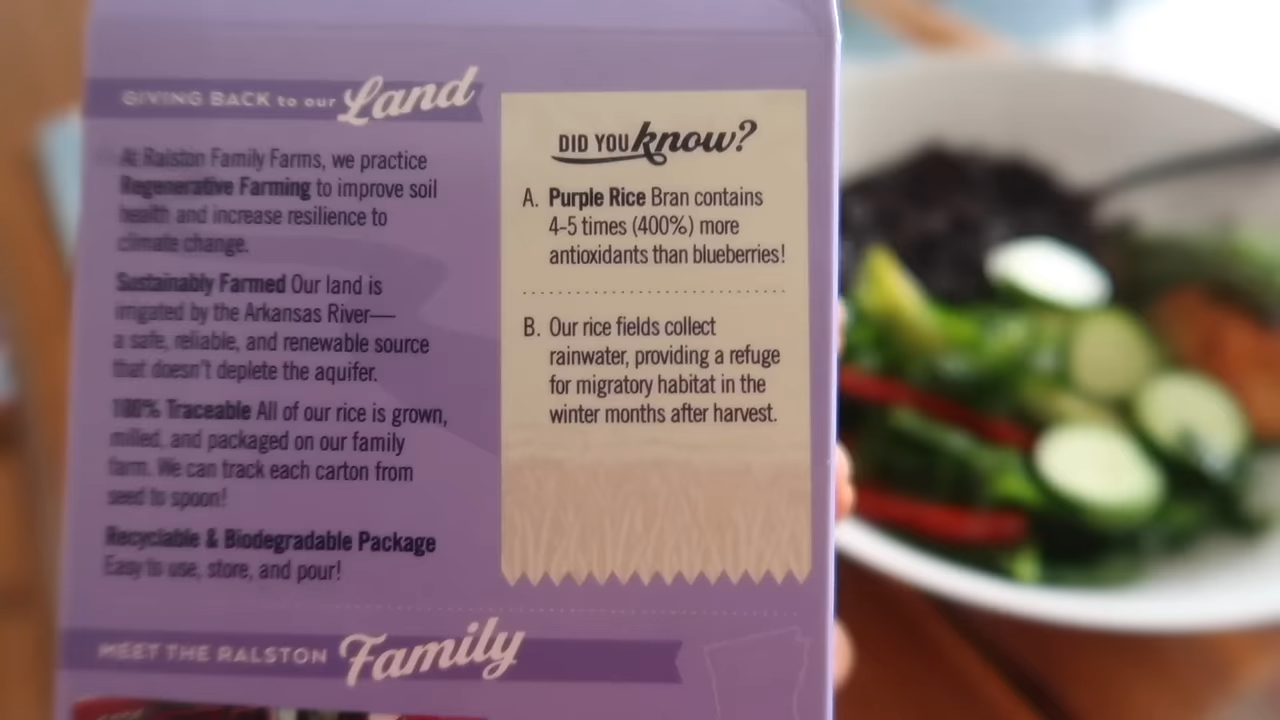 GIVING BACK to our Land
At Ralston Family Farms, we practice
Regenerative Farming to improve soil
health and increase resilience to
climate change.
Sustainably Farmed Our land is
irrigated by the Arkansas River—
a safe, reliable, and renewable source
that doesn't deplete the aquifer.
100% Traceable All of our rice is grown,
milled, and packaged on our family
farm. We can track each carton from
seed to spoon!
Recyclable & Biodegradable Package
Easy to use, store, and pour!
DID YOU know?
A. Purple Rice Bran contains
4-5 times (400%) more
antioxidants than blueberries!
B. Our rice fields collect
rainwater, providing a refuge
for migratory habitat in the
winter months after harvest.
MEET THE RALSTON Family